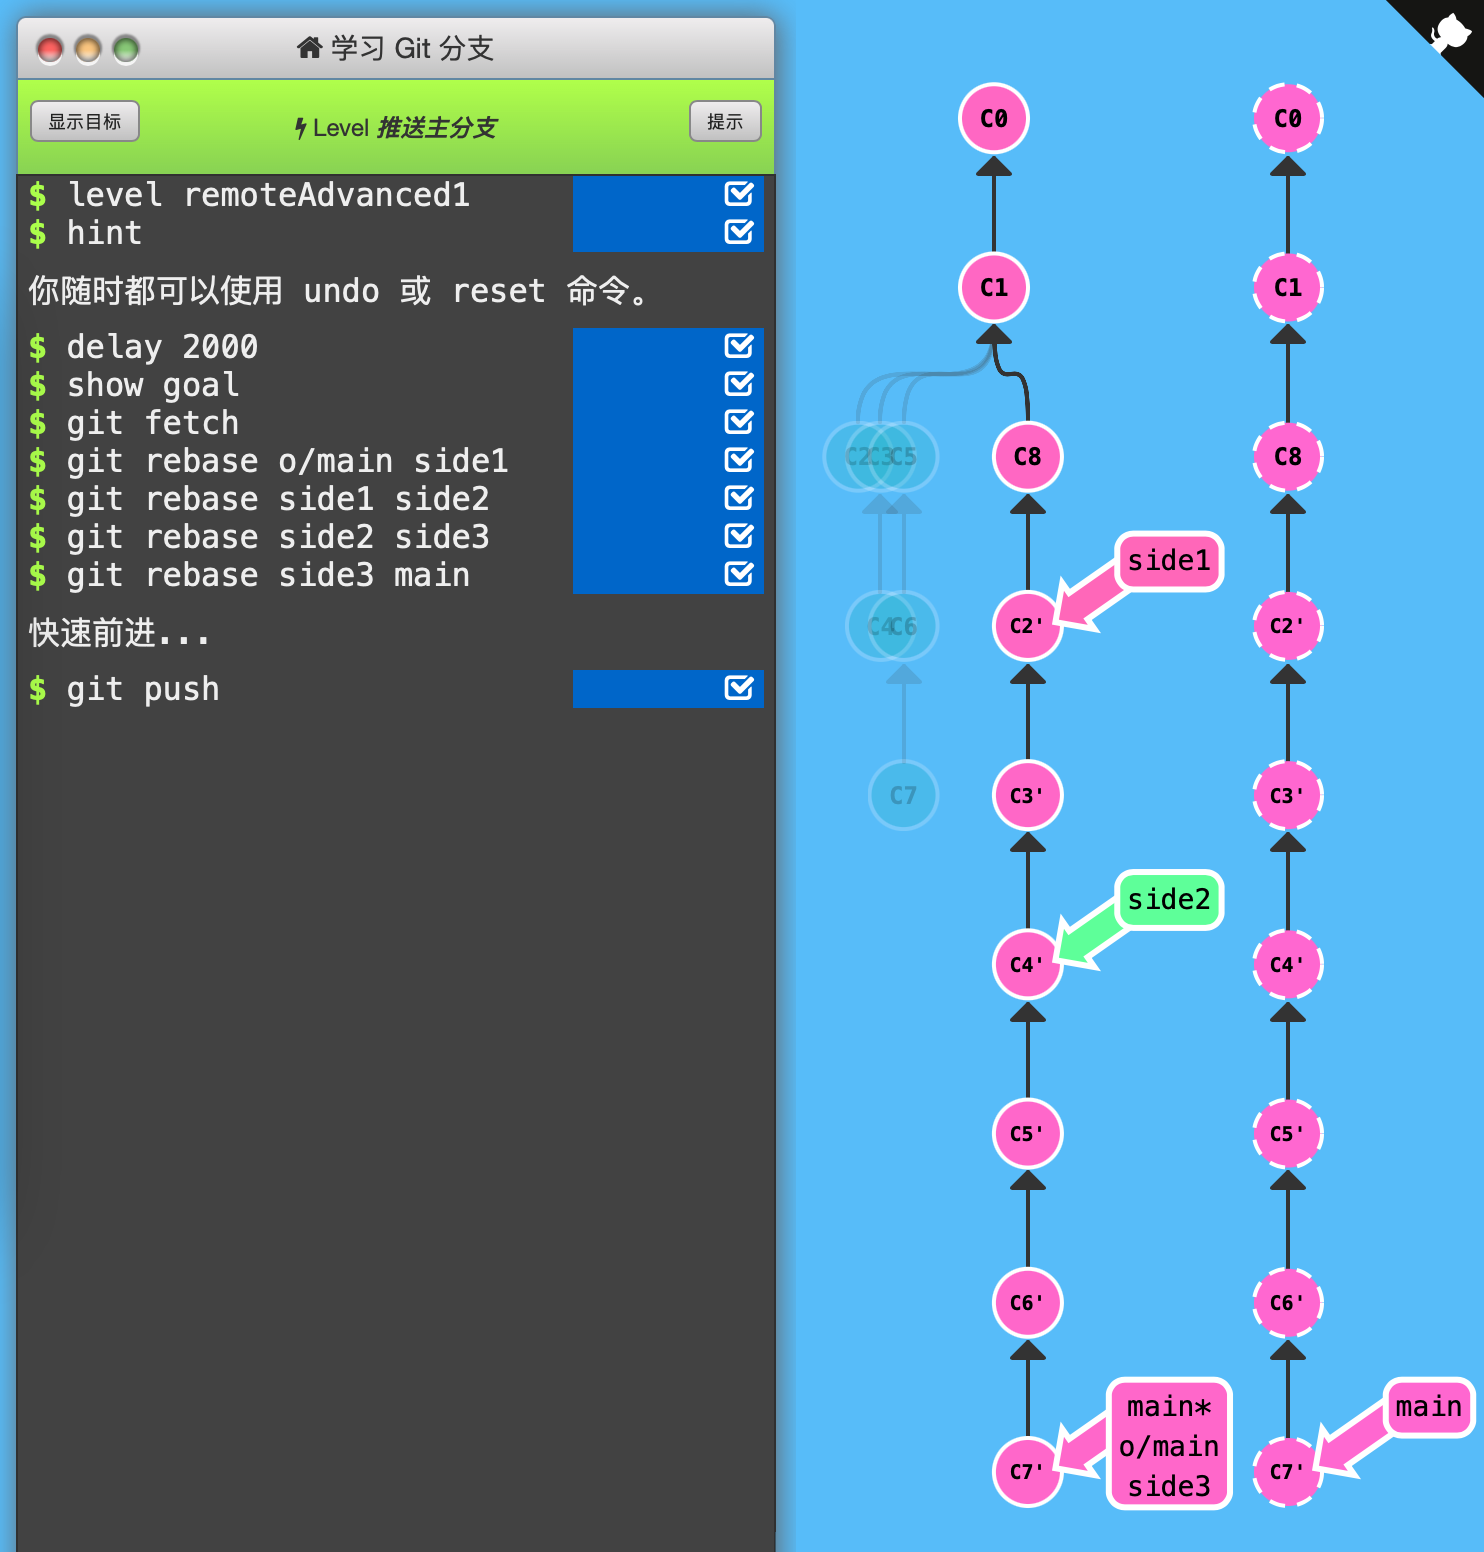 学习 Git 分支
显示目标
Level 推送主分支
提示
$ level remoteAdvanced1
$ hint
你随时都可以使用 undo 或 reset 命令。
$ delay 2000
$ show goal
$ git fetch
$ git rebase o/main side1
$ git rebase side1 side2
$ git rebase side2 side3
$ git rebase side3 main
快速前进...
$ git push
C0
C1
C2
C3
C5
C8
side1
C4
C6
C2'
C7
C3'
side2
C4'
C5'
C6'
main*
o/main
side3
C7'
C0
C1
C8
C2'
C3'
C4'
C5'
C6'
main
C7'